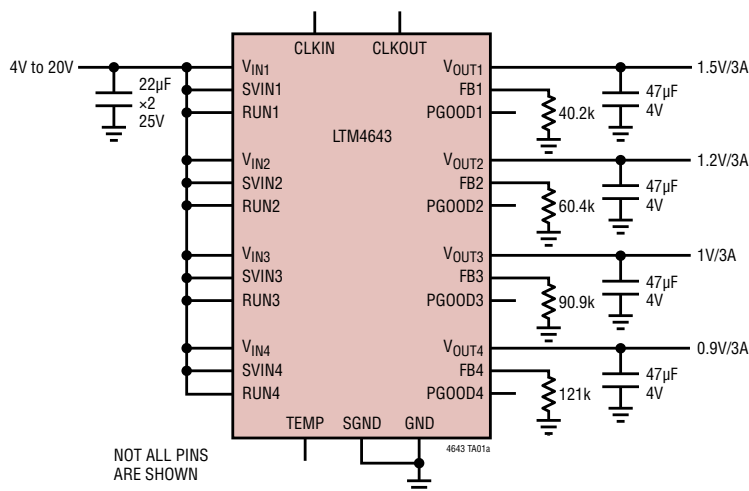 CLKIN CLKOUT
4V to 20V
22µF
×2
25V
VIN1
SVIN1
RUN1
VIN2
SVIN2
RUN2
VIN3
SVIN3
RUN3
VIN4
SVIN4
RUN4
LTM4643
VOUT1
FB1
PGOOD1
VOUT2
FB2
PGOOD2
VOUT3
FB3
PGOOD3
VOUT4
FB4
PGOOD4
40.2k
60.4k
90.9k
121k
1.5V/3A
47µF
4V
1.2V/3A
47µF
4V
1V/3A
47µF
4V
0.9V/3A
47µF
4V
TEMP SGND GND
4643 TA01a
NOT ALL PINS
ARE SHOWN